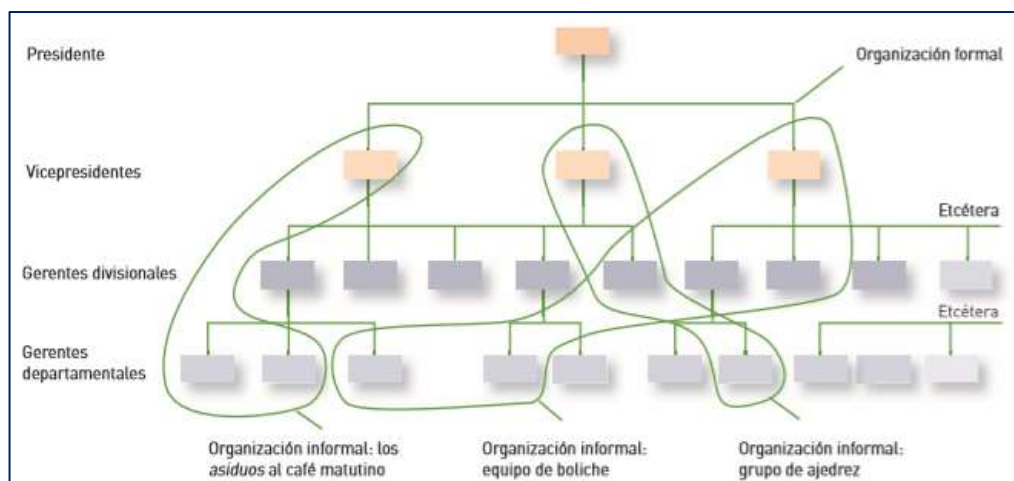 Presidente
Organización formal
Vicepresidentes
Etcétera
Gerentes divisionales
Etcétera
Gerentes
departamentales
Organización informal: los
asiduos al café matutino
Organización informal:
equipo de boliche
Organización informal:
grupo de ajedrez